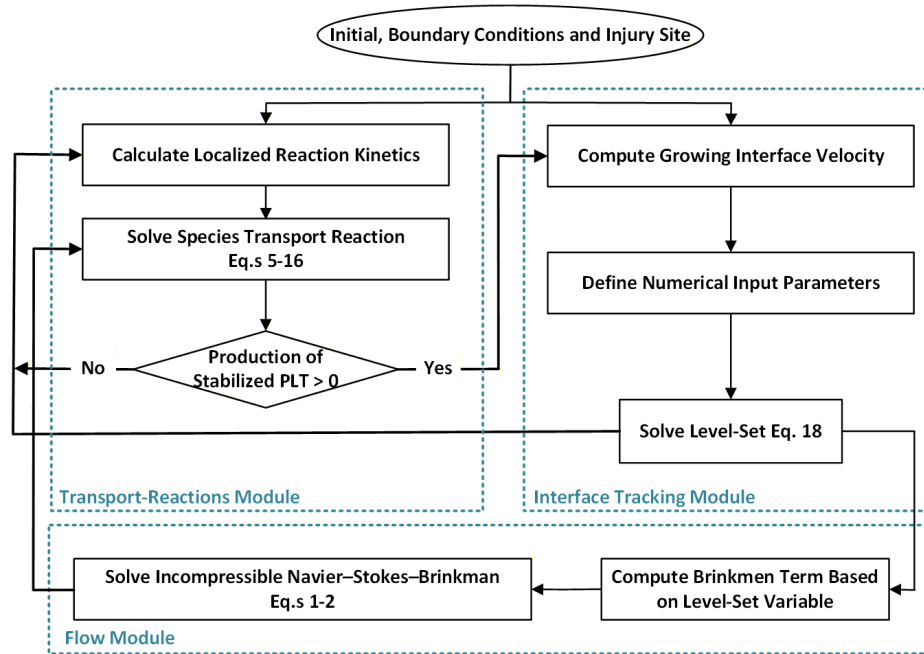 Initial, Boundary Conditions and Injury Site
Calculate Localized Reaction Kinetics
Solve Species Transport Reaction
Eq.s 5-16
Production of
Stabilized PLT > 0
No
Yes
Transport-Reactions Module
Compute Growing Interface Velocity
Define Numerical Input Parameters
Solve Level-Set Eq. 18
Interface Tracking Module
Solve Incompressible Navier–Stokes–Brinkman
Eq.s 1-2
Compute Brinkmen Term Based
on Level-Set Variable
Flow Module